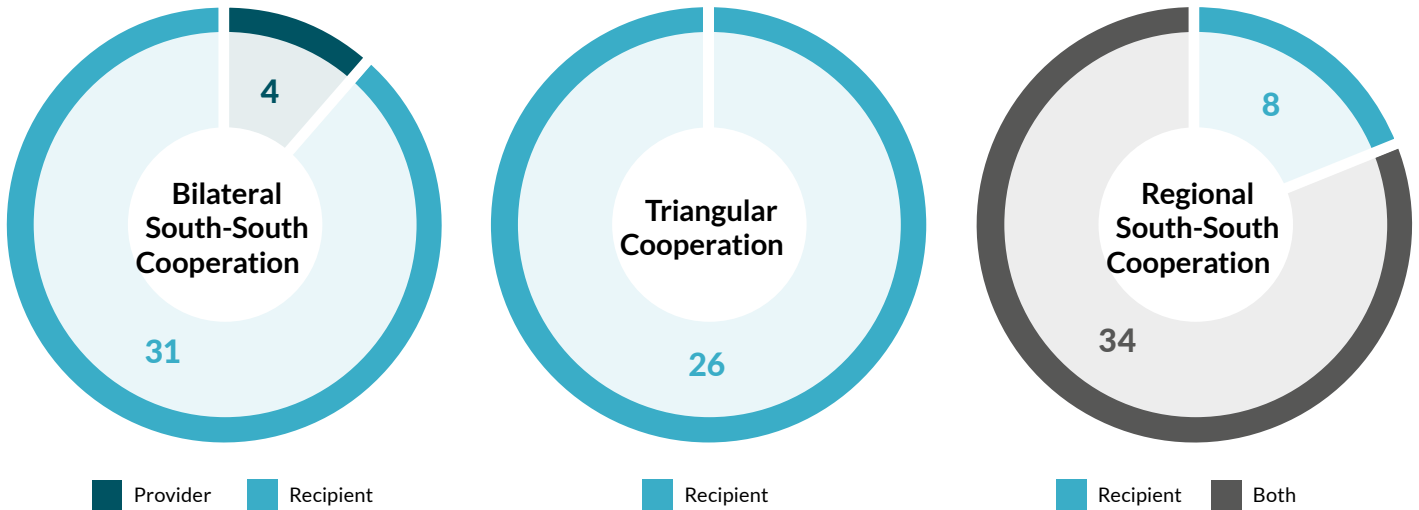 4
Bilateral
South-South
Cooperation
31
Provider
Recipient
Triangular
Cooperation
26
Recipient
8
Regional
South-South
Cooperation
34
Recipient
Both